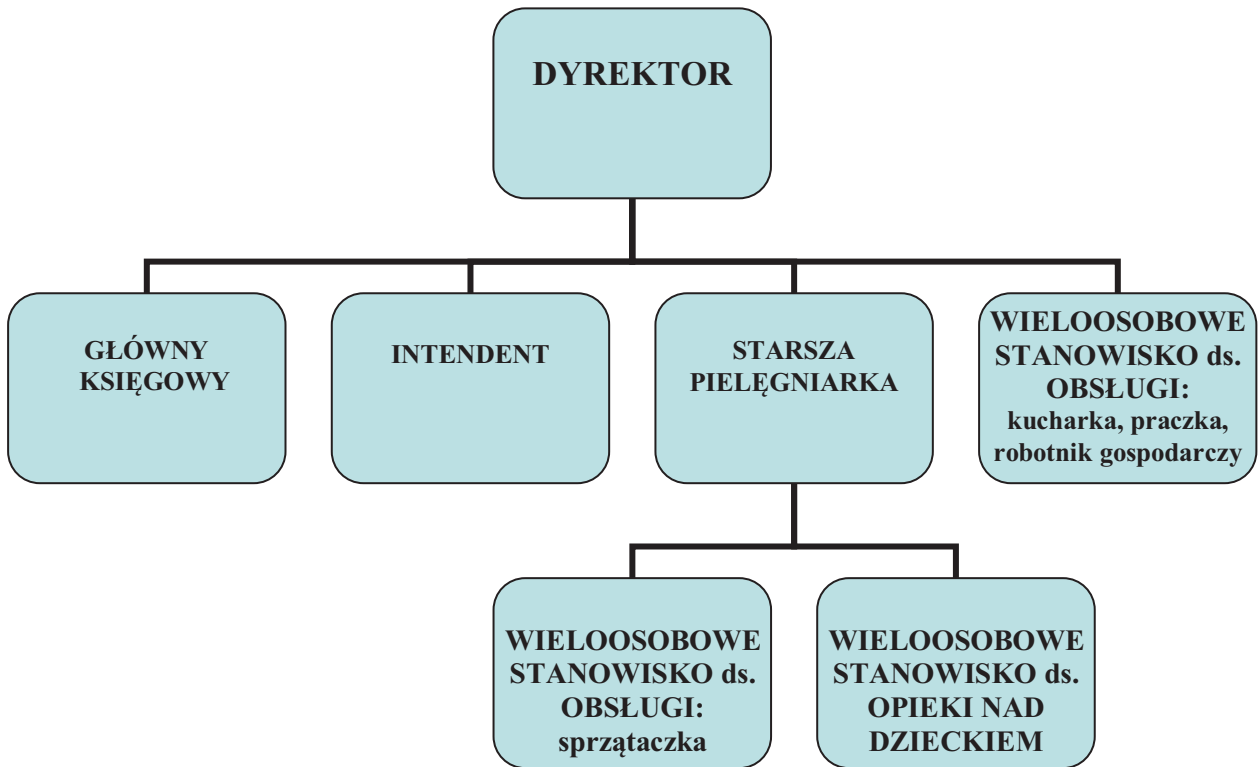 DYREKTOR
GŁÓWNY
KSIĘGOWY
INTENDENT
STARSZA
PIELĘGNIARKA
WIELOOSOBOWE
STANOWISKO ds.
OBSŁUGI:
kucharka, praczka,
robotnik gospodarczy
WIELOOSOBOWE
STANOWISKO ds.
OBSŁUGI:
sprzątaczka
WIELOOSOBOWE
STANOWISKO ds.
OPIEKI NAD
DZIECKIEM